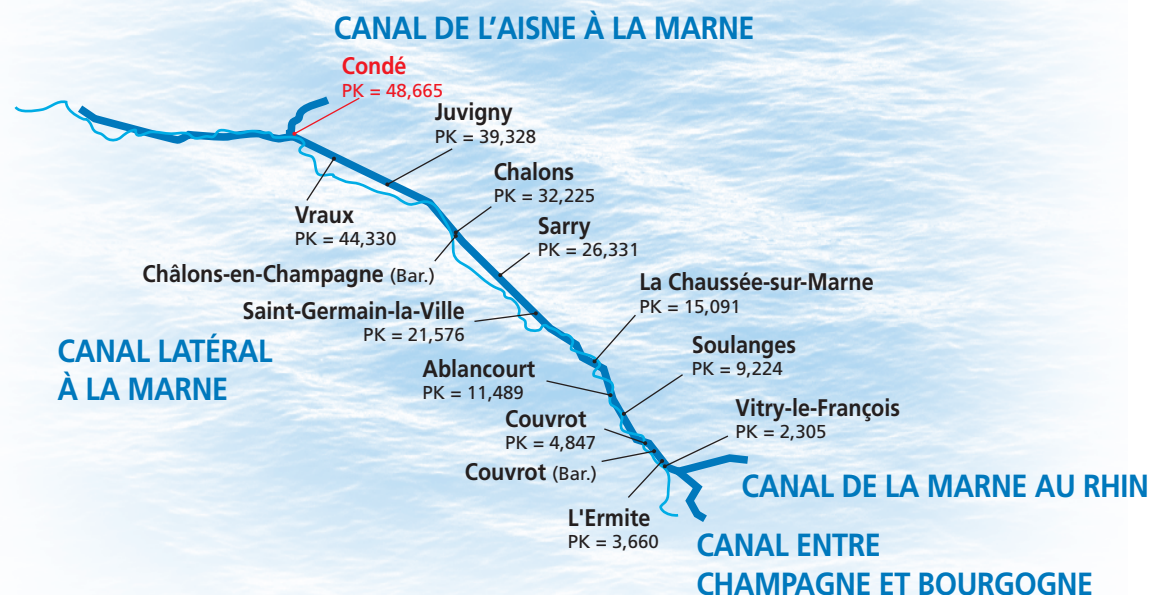 CANAL DE L'AISNE À LA MARNE
Condé
PK = 48,665
Juvigny
PK = 39,328
Chalons
PK = 32,225
Vraux
PK = 44,330
Sarry
PK = 26,331
Châlons-en-Champagne (Bar.)
La Chaussée-sur-Marne
PK = 15,091
Saint-Germain-la-Ville
PK = 21,576
CANAL LATÉRAL
À LA MARNE
Soulanges
PK = 9,224
Ablancourt
PK = 11,489
Vitry-le-François
PK = 2,305
Couvrot
PK = 4,847
Couvrot (Bar.)
CANAL DE LA MARNE AU RHIN
L'Ermite
PK = 3,660
CANAL ENTRE
CHAMPAGNE ET BOURGOGNE